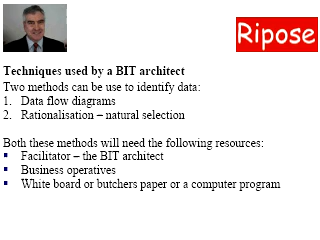 Ripose
Techniques used by a BIT architect
Two methods can be use to identify data:
1. Data flow diagrams
2. Rationalisation – natural selection
Both these methods will need the following resources:
▪ Facilitator – the BIT architect
▪ Business operatives
▪ White board or butchers paper or a computer program